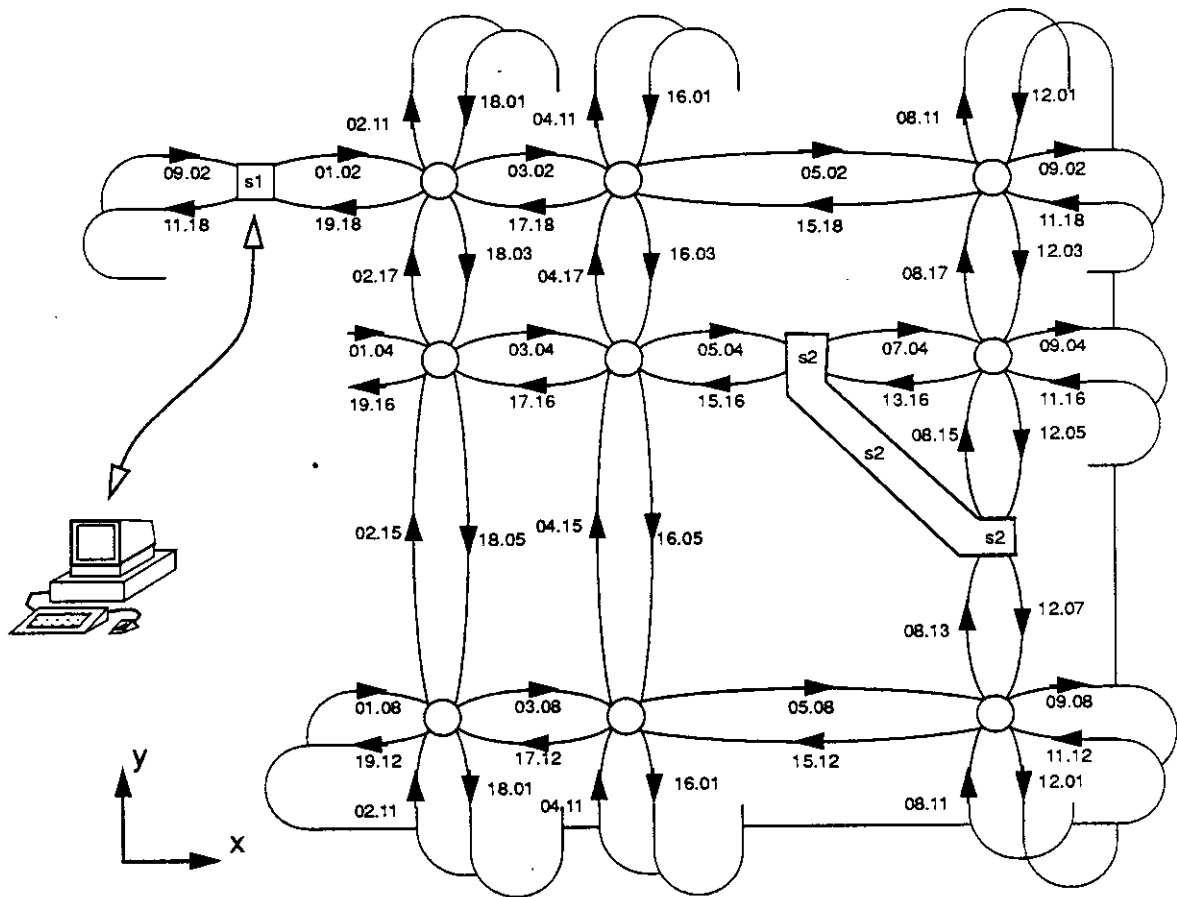 18.01 16.01 12.01
02.11 04.11 08.11
09.02 01.02 03.02 05.02 09.02
s1
11.18 19.18 17.18 15.18 11.18
18.03 16.03 12.03
02.17 04.17 08.17
01.04 03.04 05.04 s2 07.04 09.04
19.16 17.16 15.16 13.16 11.16
08.15 12.05
s2
02.15 18.05 04.15 16.05 s2
08.13 12.07
01.08 03.08 05.08 09.08
19.12 17.12 15.12 11.12
18.01 16.01 12.01
02.11 04.11 08.11
y
x